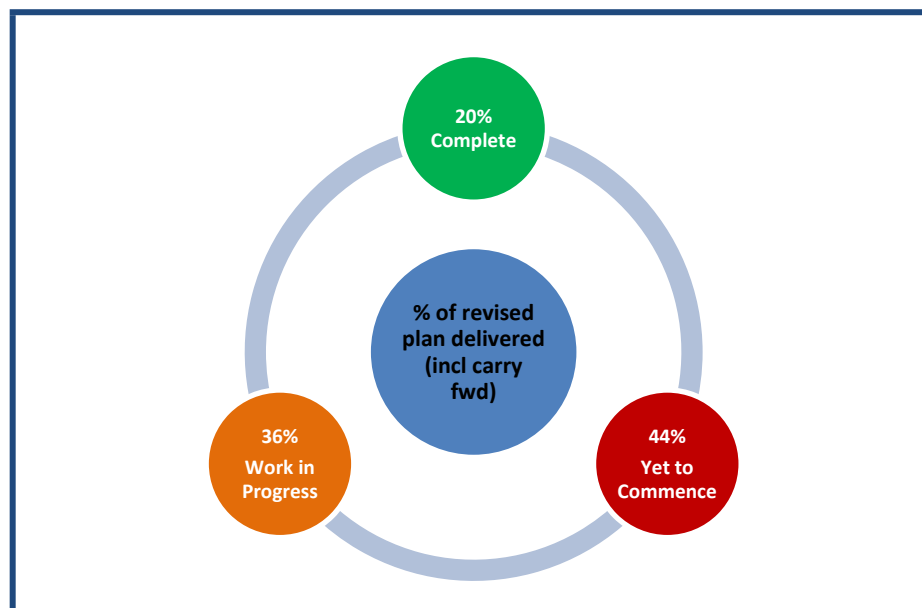 20%
Complete
% of revised
plan delivered
(incl carry
fwd)
36%
Work in
Progress
44%
Yet to
Commence